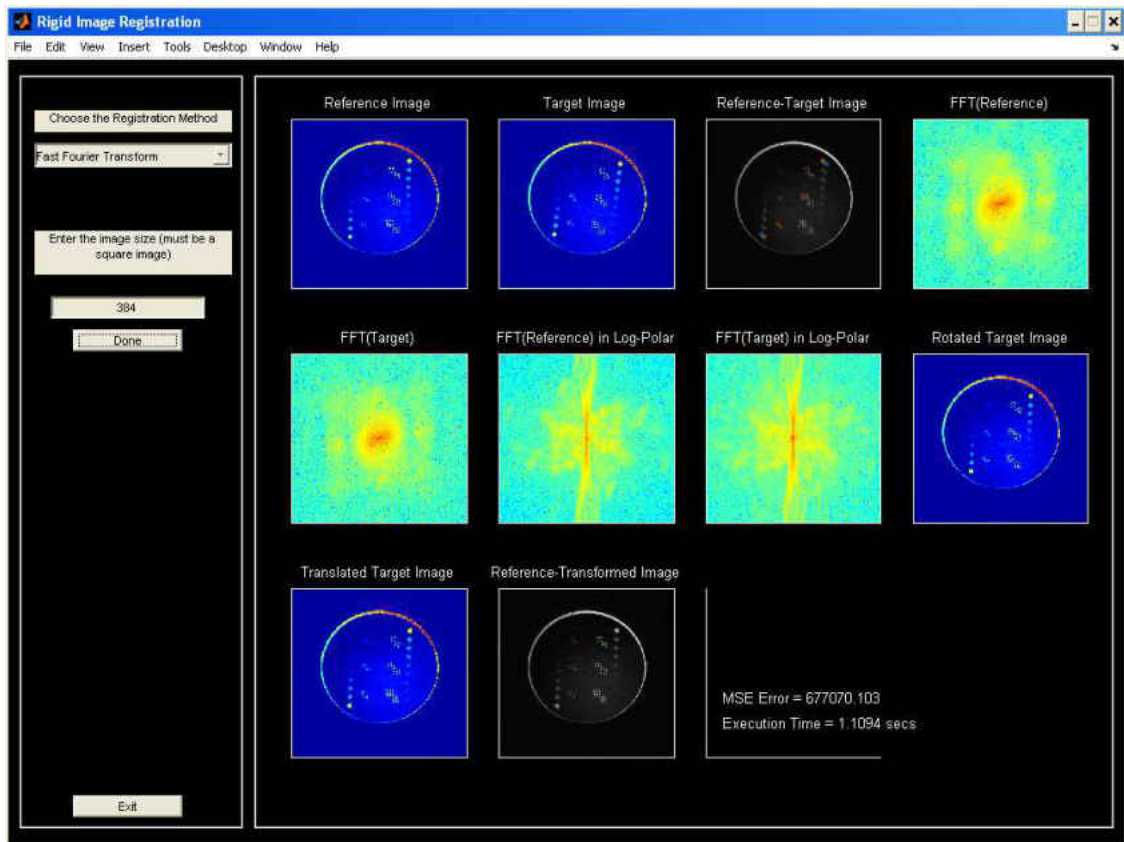 Rigid Image Registration
File Edit View Insert Tools Desktop Window Help
Choose the Registration Method
Fast Fourier Transform
Enter the image size (must be a
square image)
384
Done
Exit
Reference Image
Target Image
Reference-Target Image
FFT(Reference)
FFT(Target)
FFT(Reference) in Log-Polar
FFT(Target) in Log-Polar
Rotated Target Image
Translated Target Image
Reference-Transformed Image
MSE Error = 677070.103
Execution Time = 1.1094 secs